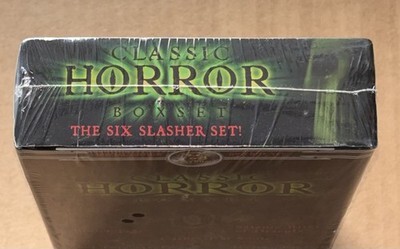 CLASSIC
HORROR
BOXSET
THE SIX SLASHER SET!
CLASSIC
HORROR